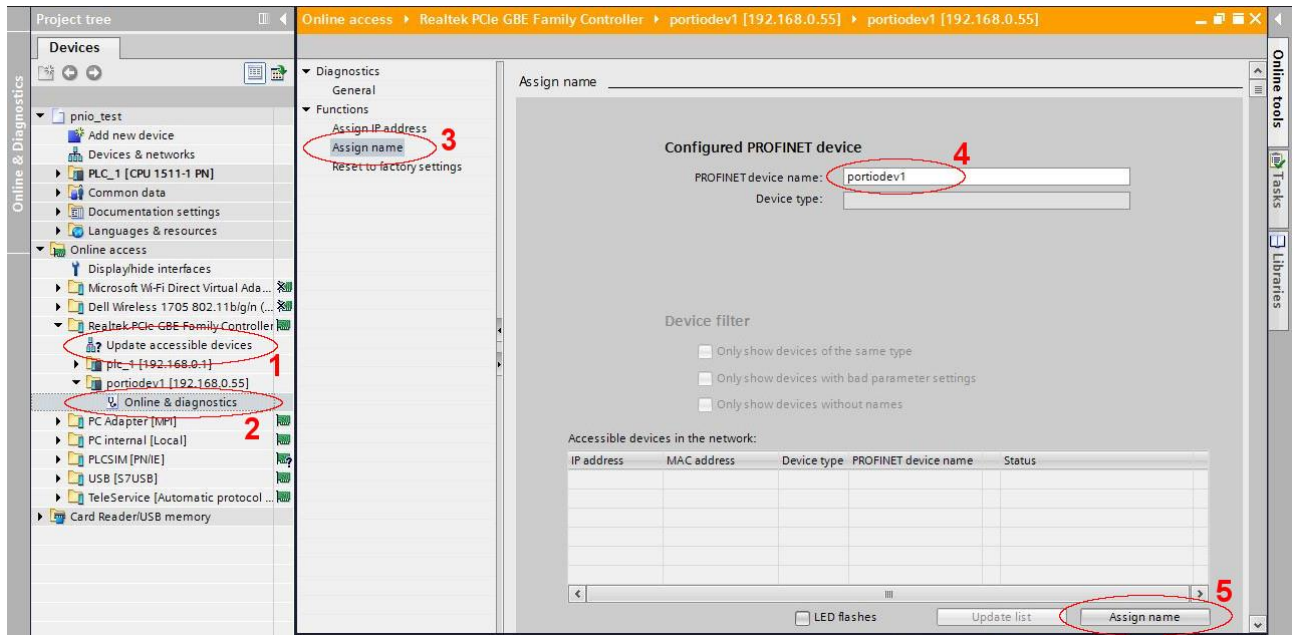 Project tree
Online access ▸ Realtek PCIe GBE Family Controller ▸ portiodev1 [192.168.0.55] ▸ portiodev1 [192.168.0.55]
Online & Diagnostics
Devices
pnio_test
Add new device
Devices & networks
PLC_1 [CPU 1511-1 PN]
Common data
Documentation settings
Languages & resources
Online access
Display/hide interfaces
Microsoft Wi-Fi Direct Virtual Ada...
Dell Wireless 1705 802.11b/g/n (...
Realtek PCIe GBE Family Controller
Update accessible devices
1
plc_1 [192.168.0.1]
portiodev1 [192.168.0.55]
Online & diagnostics
2
PC Adapter [MPI]
PC internal [Local]
PLCSIM [PN/IE]
USB [S7USB]
TeleService [Automatic protocol ...
Card Reader/USB memory
Diagnostics
General
Functions
Assign IP address
Assign name
3
Reset to factory settings
Assign name
Configured PROFINET device
4
PROFINET device name: portiodev1
Device type:
Device filter
Only show devices of the same type
Only show devices with bad parameter settings
Only show devices without names
Accessible devices in the network:
IP address MAC address Device type PROFINET device name Status
5
LED flashes Update list Assign name
Online tools
Tasks
Libraries